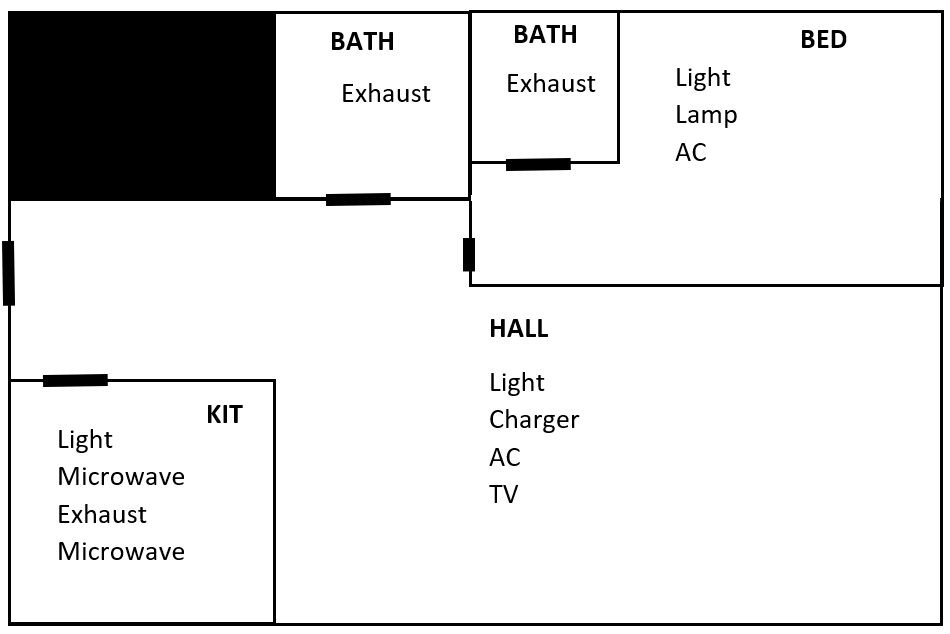 BATH
Exhaust
BATH
Exhaust
BED
Light
Lamp
AC
HALL
Light
Charger
AC
TV
KIT
Light
Microwave
Exhaust
Microwave